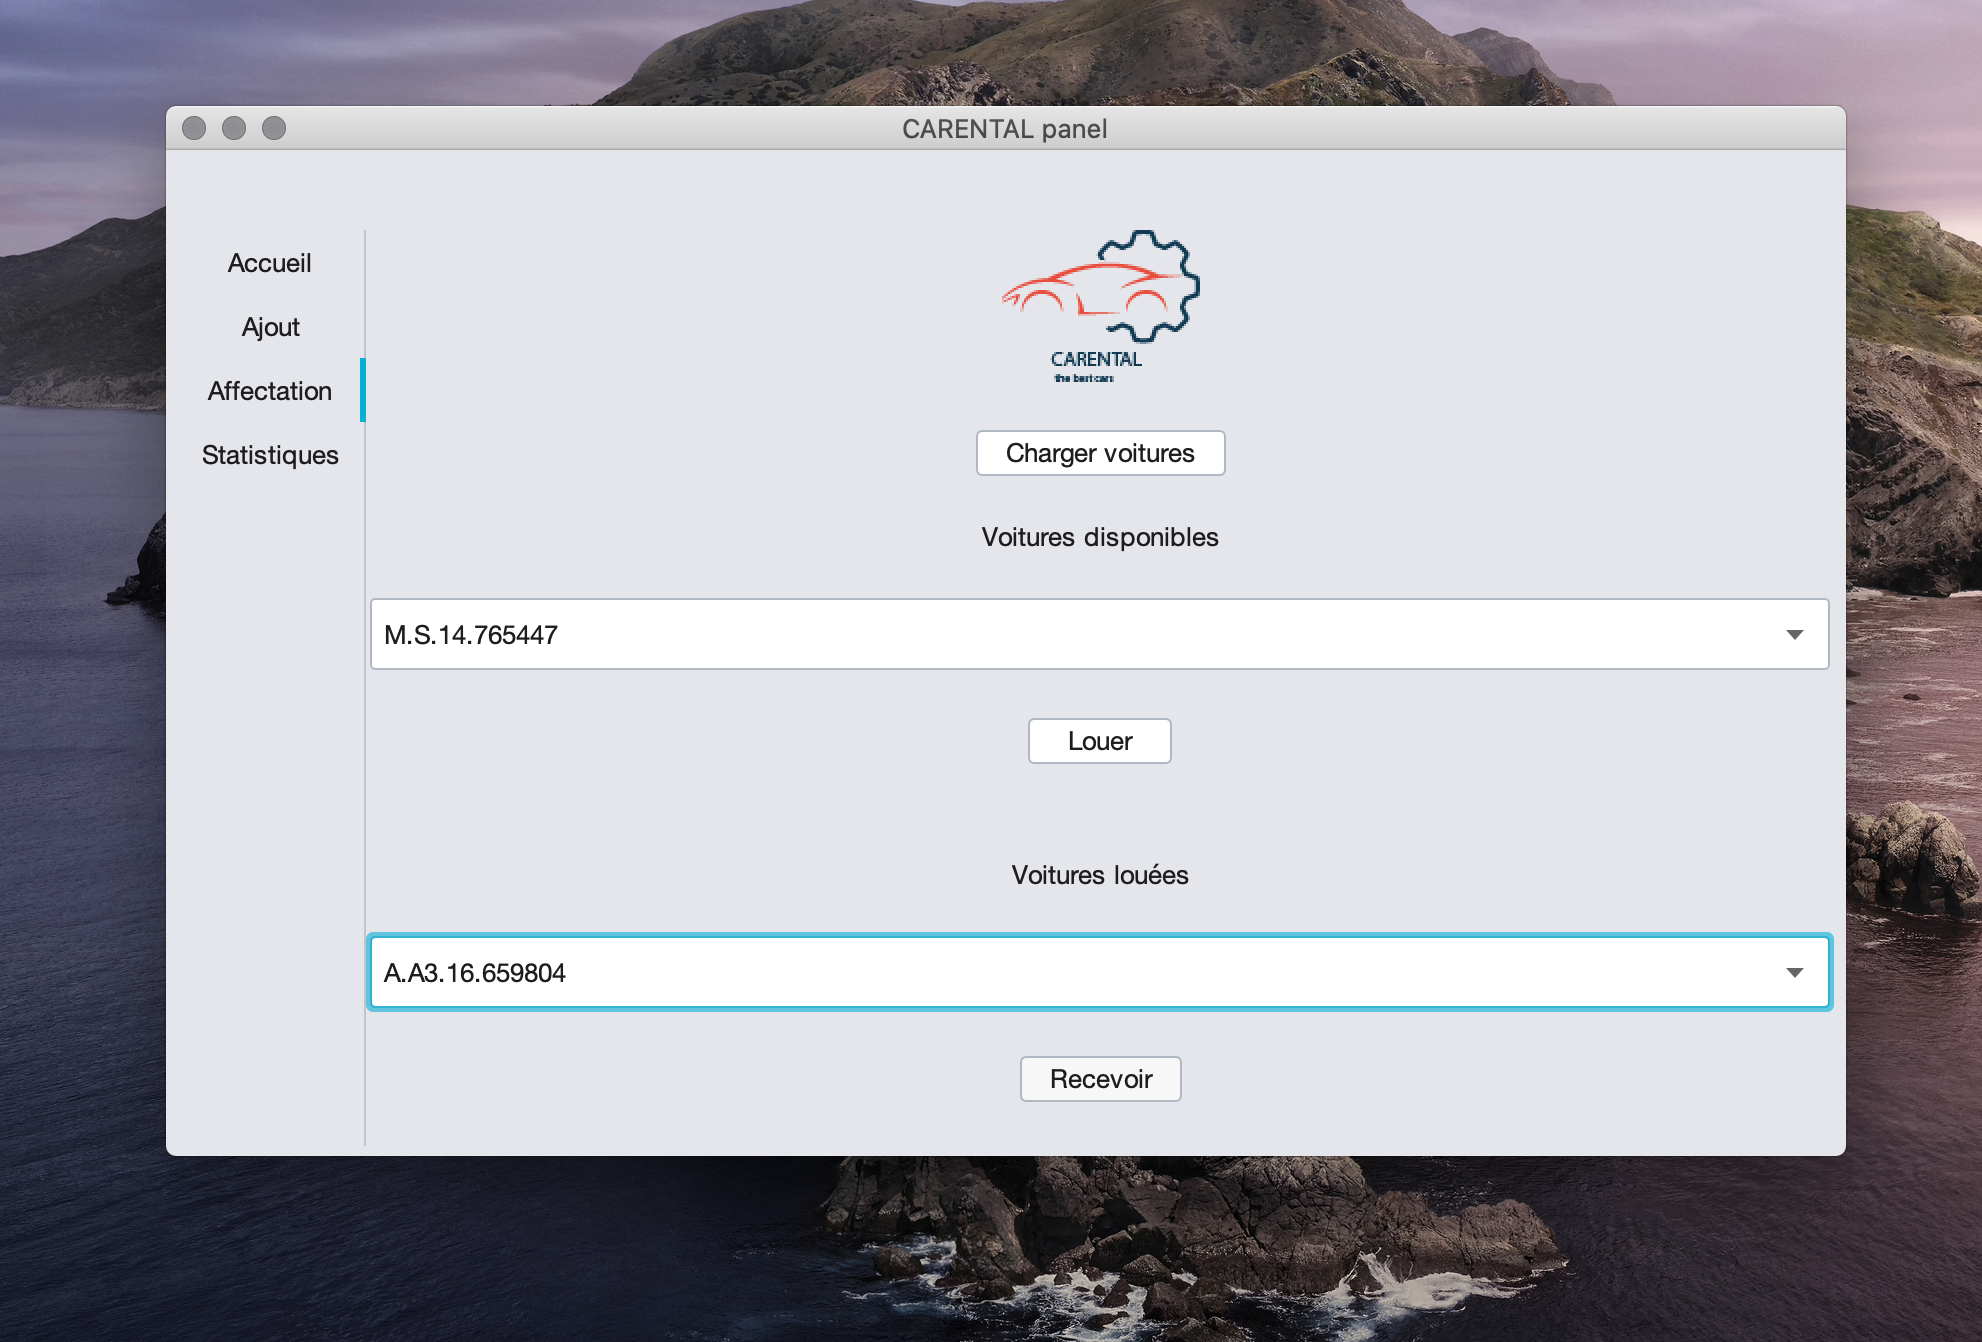 CARENTAL panel
Accueil
Ajout
Affectation
Statistiques
CARENTAL
the best cars
Charger voitures
Voitures disponibles
M.S.14.765447
Louer
Voitures louées
A.A3.16.659804
Recevoir